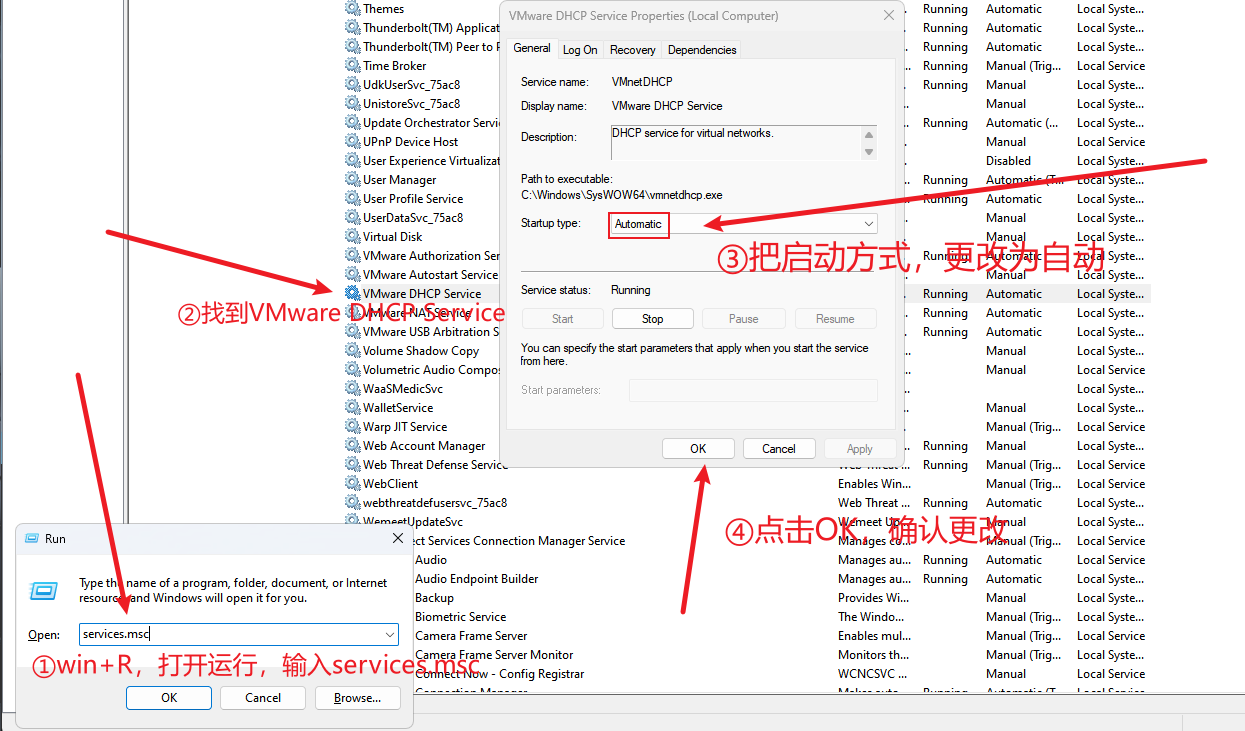 Themes Running Automatic Local Syste...
Thunderbolt(TM) Applicat Running Automatic Local Syste...
Thunderbolt(TM) Peer to P Running Automatic Local Syste...
Time Broker Running Manual (Trig... Local Service
UdkUserSvc_75ac8 Running Manual Local Syste...
UnistoreSvc_75ac8 Manual Local Syste...
Update Orchestrator Servi Running Automatic (... Local Syste...
UPnP Device Host Manual Local Service
User Experience Virtualizat Disabled Local Syste...
User Manager Running Automatic (T... Local Syste...
User Profile Service Running Automatic Local Syste...
UserDataSvc_75ac8 Running Manual Local Syste...
Virtual Disk Manual Local Syste...
VMware Authorization Ser Running Automatic Local Syste...
VMware Autostart Service Manual Local Syste...
VMware DHCP Service Running Automatic Local Syste...
VMware NAT Service Running Automatic Local Syste...
VMware USB Arbitration S Running Automatic Local Syste...
Volume Shadow Copy Manual Local Syste...
Volumetric Audio Compos Manual Local Service
WaaSMedicSvc Local Syste...
WalletService Manual Local Syste...
Warp JIT Service Manual (Trig... Local Service
Web Account Manager Running Manual Local Syste...
Web Threat Defense Service Web Threat ... Running Manual (Trig... Local Service
WebClient Enables Win... Manual (Trig... Local Service
webthreatdefusersvc_75ac8 Web Threat ... Running Automatic Local Syste...
WemeetUpdateSvc Wemeet Up... Manual Local Syste...
ect Services Connection Manager Service Manages co... Manual (Trig... Local Service
Audio Manages au... Running Automatic Local Service
Audio Endpoint Builder Manages au... Running Automatic Local Syste...
Backup Provides Wi... Manual Local Syste...
Biometric Service The Windo... Manual (Trig... Local Syste...
Camera Frame Server Enables mul... Manual (Trig... Local Service
Camera Frame Server Monitor Monitors th... Manual (Trig... Local Syste...
Connect Now - Config Registrar WCNCSVC ... Manual Local Service
Connection Manager Makes auto... Running Automatic (T... Local Service
VMware DHCP Service Properties (Local Computer)
General Log On Recovery Dependencies
Service name: VMnetDHCP
Display name: VMware DHCP Service
Description: DHCP service for virtual networks.
Path to executable:
C:\Windows\SysWOW64\vmnetdhcp.exe
Startup type: Automatic
③把启动方式，更改为自动
Service status: Running
Start Stop Pause Resume
You can specify the start parameters that apply when you start the service
from here.
Start parameters:
OK Cancel Apply
②找到VMware DHCP Service
④点击OK，确认更改
Run
Type the name of a program, folder, document, or Internet
resource, and Windows will open it for you.
Open: services.msc
①win+R，打开运行，输入services.msc
OK Cancel Browse...